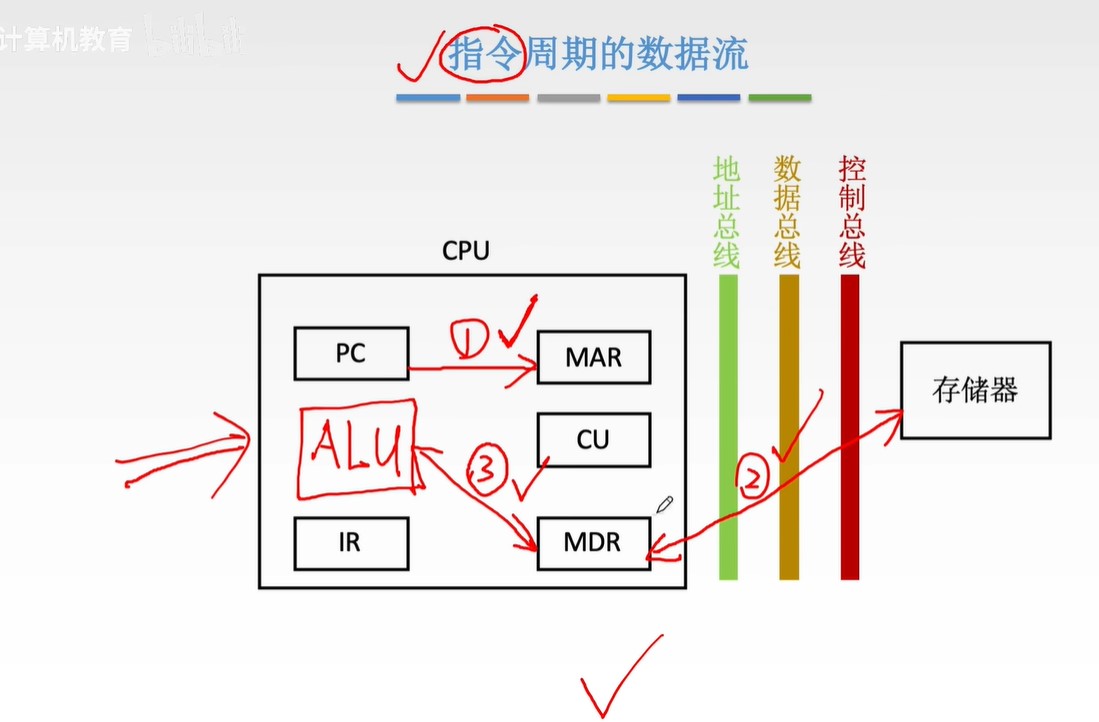 计算机教育
指令周期的数据流
地址总线
数据总线
控制总线
CPU
PC
①
MAR
存储器
ALU
③
CU
②
IR
MDR